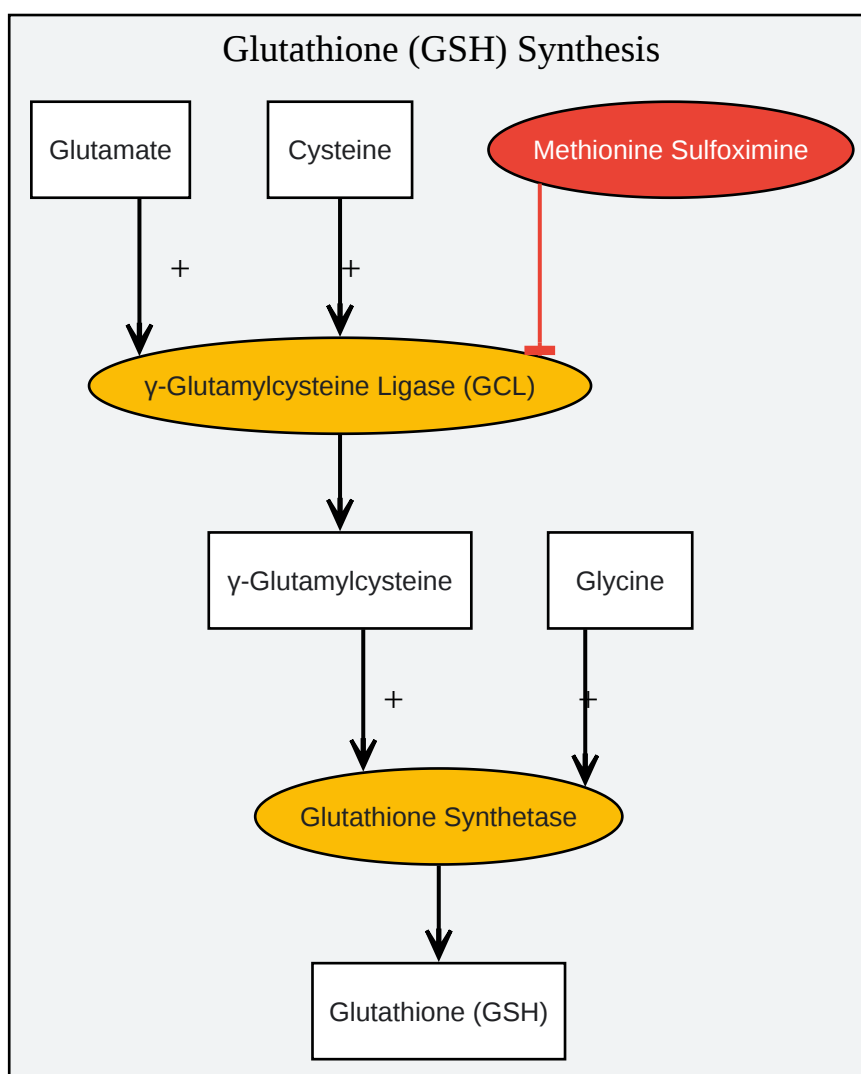 Glutathione (GSH) Synthesis
Glutamate
Cysteine
Methionine Sulfoximine
+
+
γ-Glutamylcysteine Ligase (GCL)
γ-Glutamylcysteine
Glycine
+
+
Glutathione Synthetase
Glutathione (GSH)